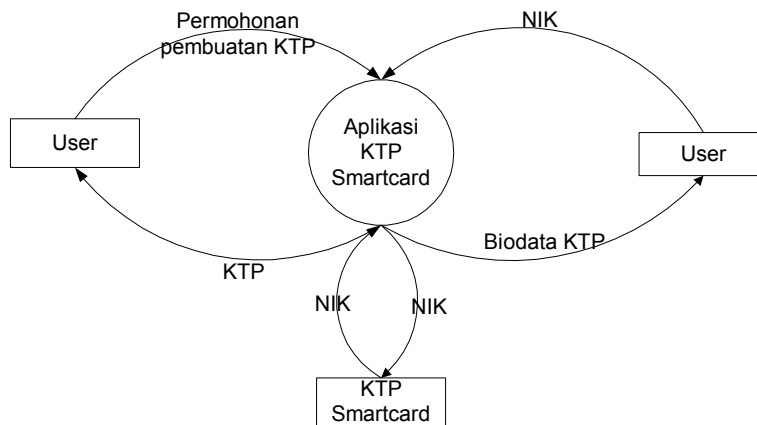 Permohonan
pembuatan KTP
NIK
User
Aplikasi
KTP
Smartcard
User
KTP
Biodata KTP
NIK
NIK
KTP
Smartcard